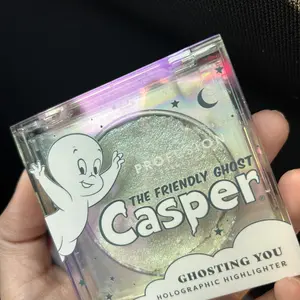 PROFUSION
THE FRIENDLY GHOST
Casper
GHOSTING YOU
HOLOGRAPHIC HIGHLIGHTER